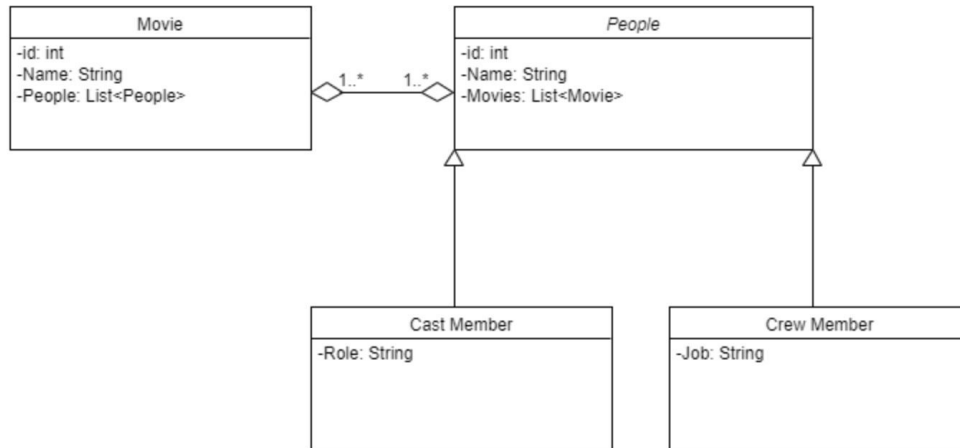 Movie
-id: int
-Name: String
-People: List<People>
1..*
1..*
People
-id: int
-Name: String
-Movies: List<Movie>
Cast Member
-Role: String
Crew Member
-Job: String